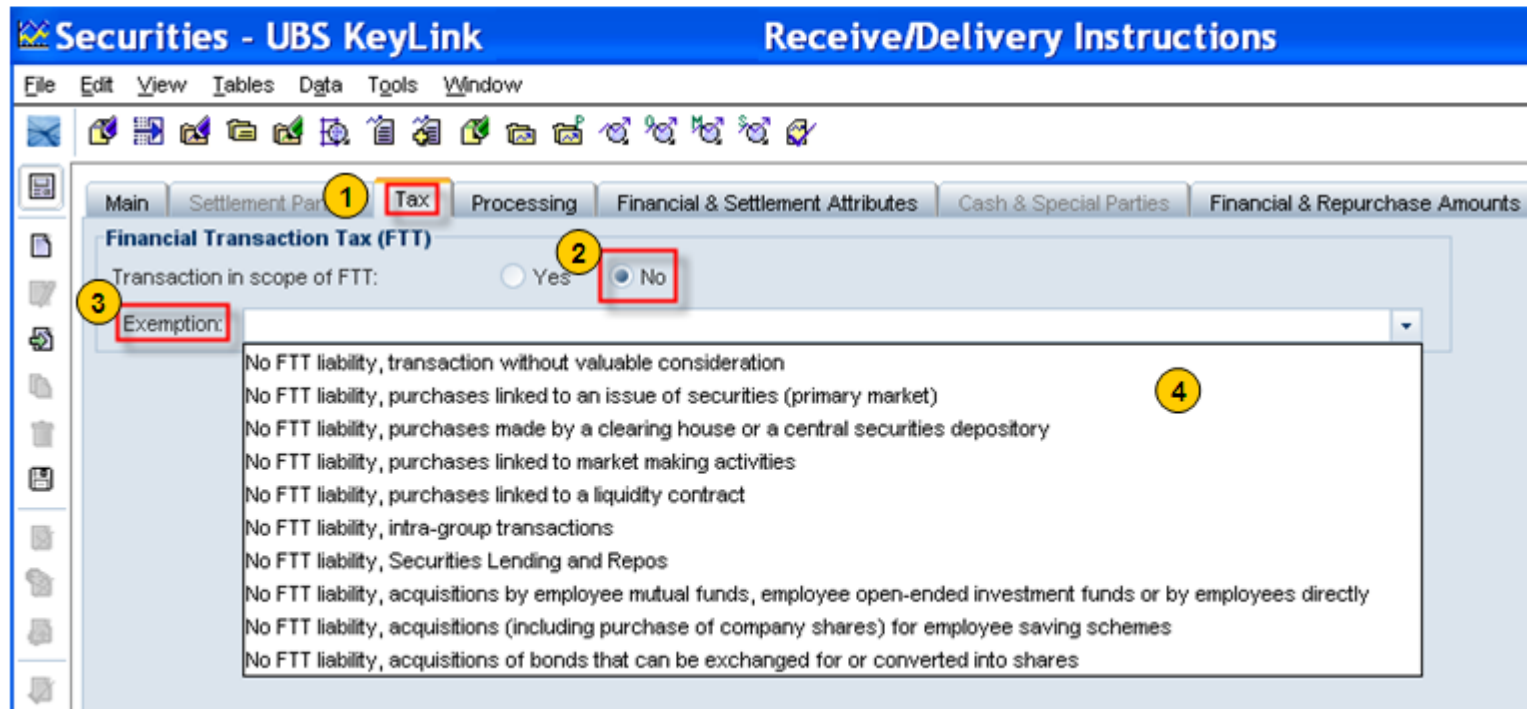 Securities - UBS KeyLink Receive/Delivery Instructions
File Edit View Tables Data Tools Window
Main Settlement Par 1 Tax Processing Financial & Settlement Attributes Cash & Special Parties Financial & Repurchase Amounts
Financial Transaction Tax (FTT)
2
Transaction in scope of FTT: Yes No
3
Exemption:
No FTT liability, transaction without valuable consideration
No FTT liability, purchases linked to an issue of securities (primary market)
4
No FTT liability, purchases made by a clearing house or a central securities depository
No FTT liability, purchases linked to market making activities
No FTT liability, purchases linked to a liquidity contract
No FTT liability, intra-group transactions
No FTT liability, Securities Lending and Repos
No FTT liability, acquisitions by employee mutual funds, employee open-ended investment funds or by employees directly
No FTT liability, acquisitions (including purchase of company shares) for employee saving schemes
No FTT liability, acquisitions of bonds that can be exchanged for or converted into shares